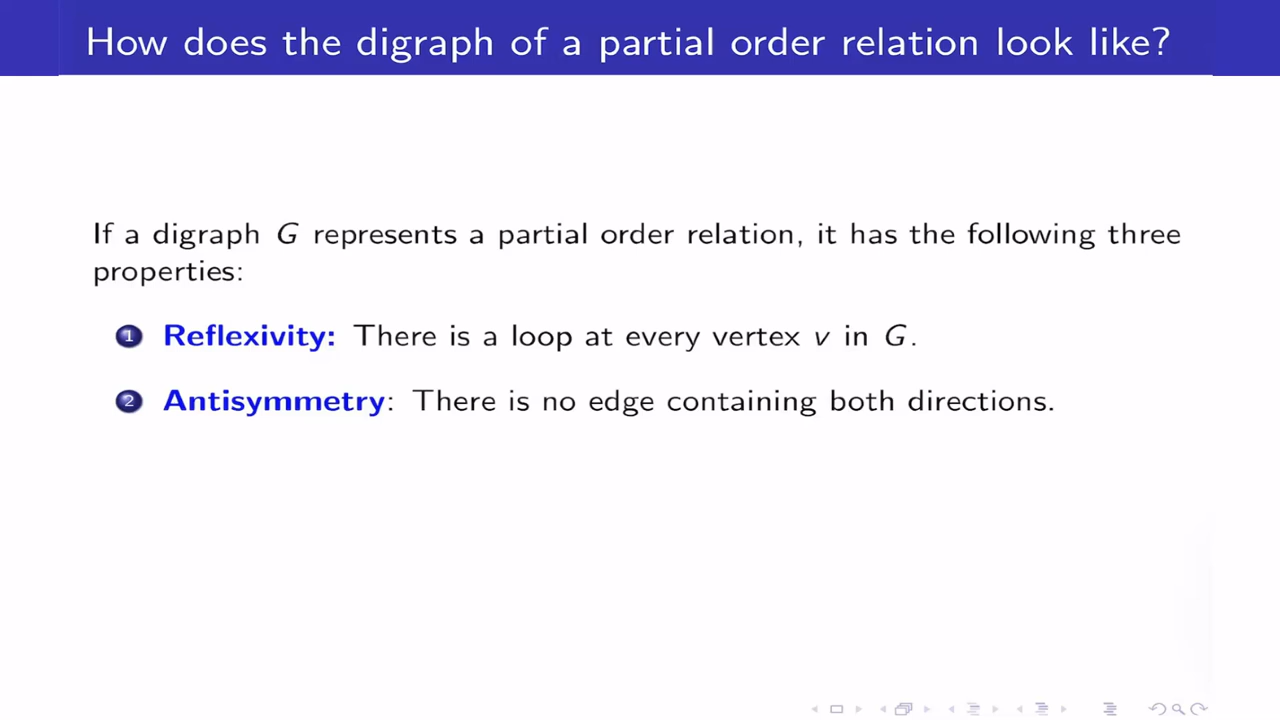 How does the digraph of a partial order relation look like?
If a digraph G represents a partial order relation, it has the following three
properties:
1 Reflexivity: There is a loop at every vertex v in G.
2 Antisymmetry: There is no edge containing both directions.